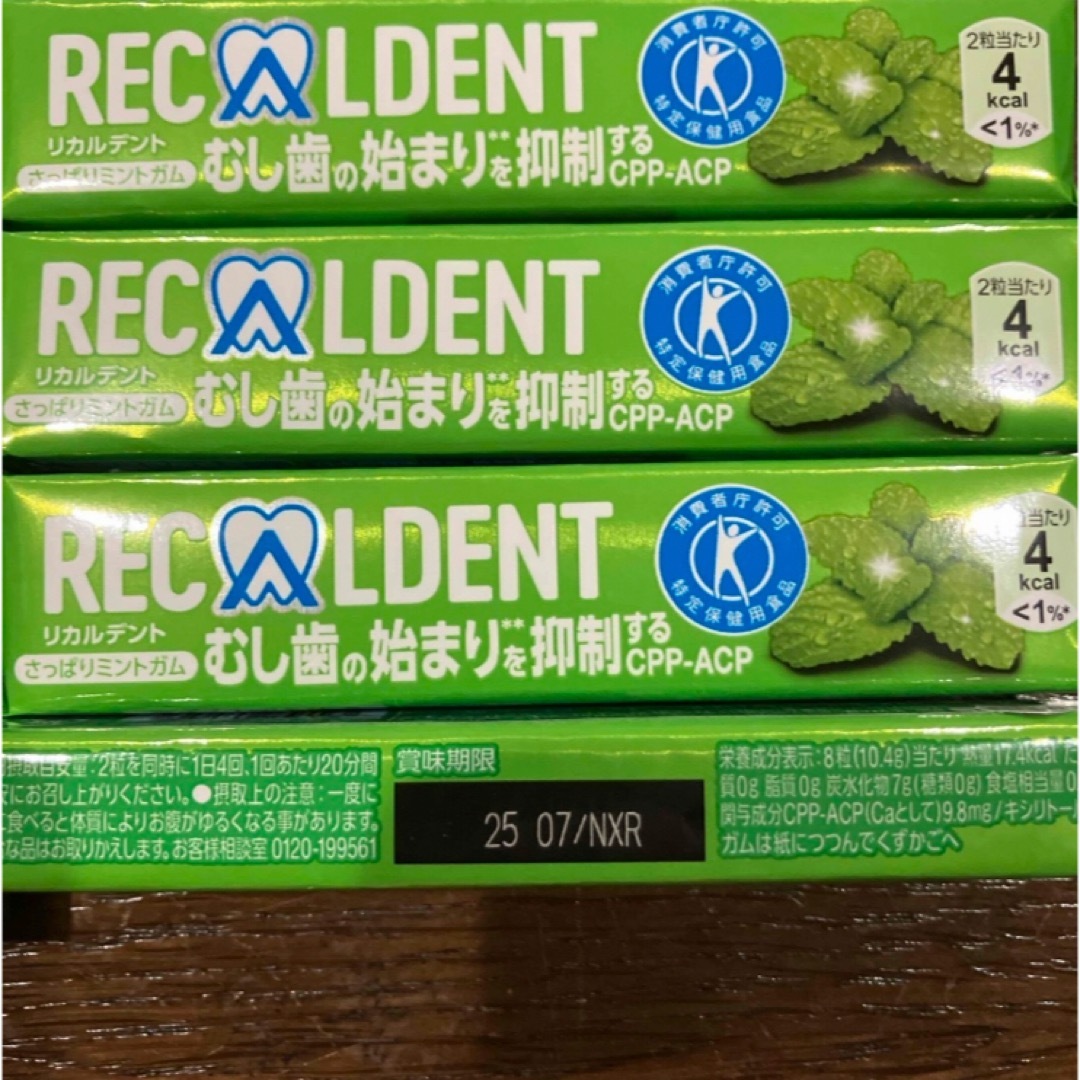 RECALDENT
リカルデント
さっぱりミントガム
むし歯の始まり**を抑制する
CPP-ACP
消費者庁許可
特定保健用食品
2粒当たり
4
kcal
<1%*
RECALDENT
リカルデント
さっぱりミントガム
むし歯の始まり**を抑制する
CPP-ACP
消費者庁許可
特定保健用食品
2粒当たり
4
kcal
<1%*
RECALDENT
リカルデント
さっぱりミントガム
むし歯の始まり**を抑制する
CPP-ACP
消費者庁許可
特定保健用食品
当たり
4
kcal
<1%*
摂取目安量:2粒を同時に1日4回、1回あたり20分間
にお召し上がりください。●摂取上の注意:一度に
食べると体質によりお腹がゆるくなる事があります。
な品はお取りかえします。お客様相談室 0120-199561
賞味期限
25 07/NXR
栄養成分表示:8粒(10.4g)当たり 熱量17.4kcal た
質0g 脂質0g 炭水化物7g(糖類0g) 食塩相当量0
関与成分CPP-ACP(Caとして)9.8mg/キシリトー
ガムは紙につつんでくずかごへ